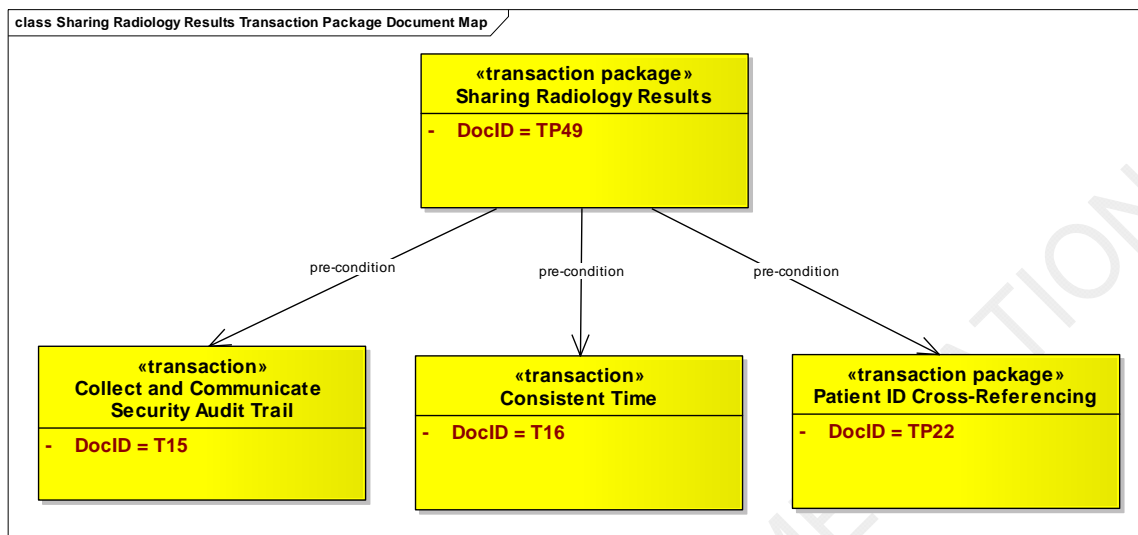 class Sharing Radiology Results Transaction Package Document Map
«transaction package»
Sharing Radiology Results
- DocID = TP49
pre-condition
pre-condition
pre-condition
«transaction»
Collect and Communicate
Security Audit Trail
- DocID = T15
«transaction»
Consistent Time
- DocID = T16
«transaction package»
Patient ID Cross-Referencing
- DocID = TP22